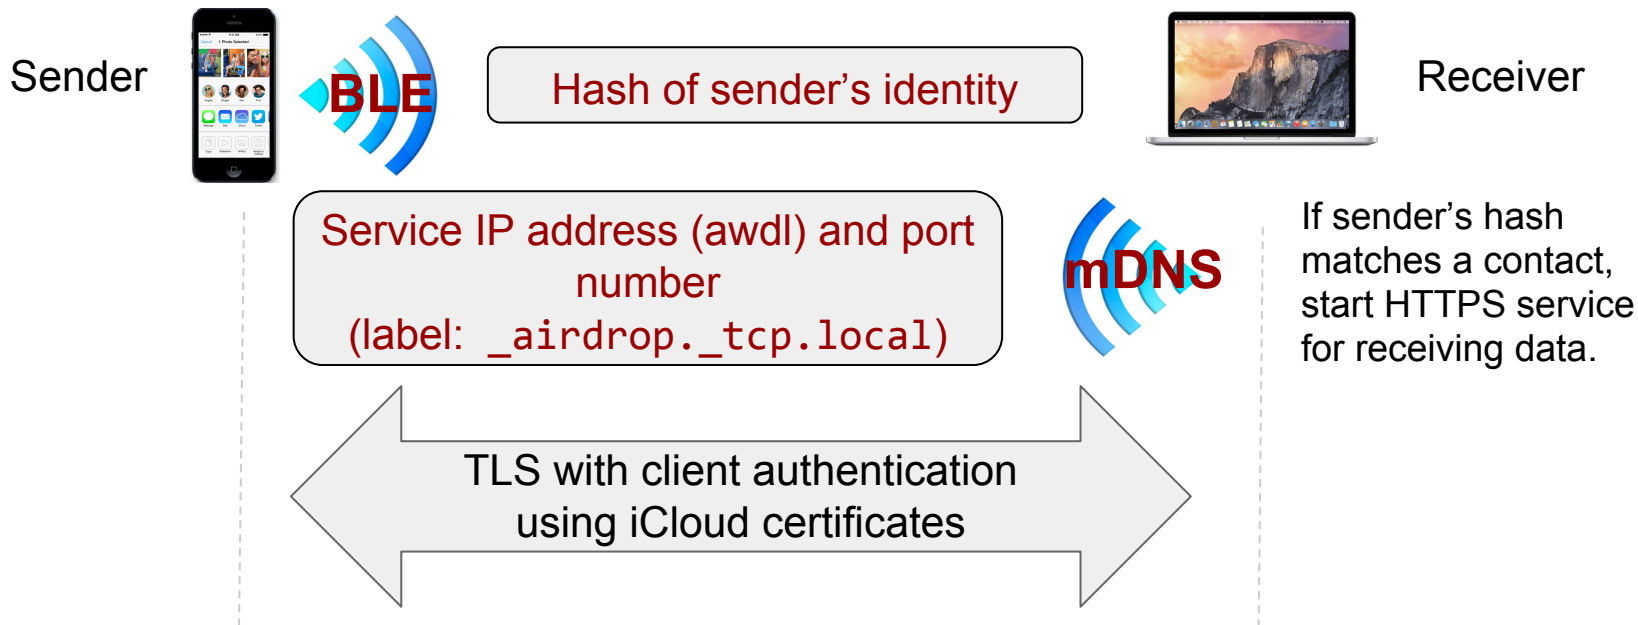 Sender
BLE
Hash of sender’s identity
Receiver
Service IP address (awdl) and port
number
(label: _airdrop._tcp.local)
mDNS
If sender’s hash
matches a contact,
start HTTPS service
for receiving data.
TLS with client authentication
using iCloud certificates